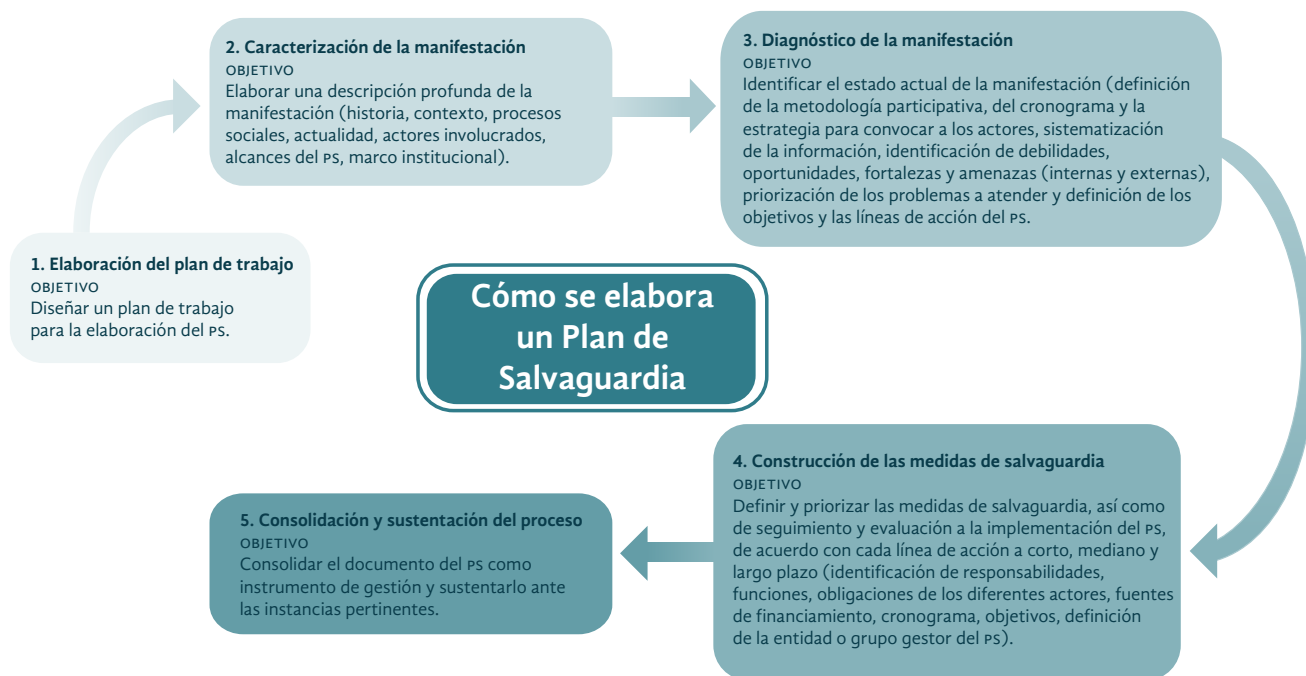 1. Elaboración del plan de trabajo
OBJETIVO
Diseñar un plan de trabajo
para la elaboración del PS.
2. Caracterización de la manifestación
OBJETIVO
Elaborar una descripción profunda de la
manifestación (historia, contexto, procesos
sociales, actualidad, actores involucrados,
alcances del PS, marco institucional).
3. Diagnóstico de la manifestación
OBJETIVO
Identificar el estado actual de la manifestación (definición
de la metodología participativa, del cronograma y la
estrategia para convocar a los actores, sistematización
de la información, identificación de debilidades,
oportunidades, fortalezas y amenazas (internas y externas),
priorización de los problemas a atender y definición de los
objetivos y las líneas de acción del PS.
Cómo se elabora
un Plan de
Salvaguardia
4. Construcción de las medidas de salvaguardia
OBJETIVO
Definir y priorizar las medidas de salvaguardia, así como
de seguimiento y evaluación a la implementación del PS,
de acuerdo con cada línea de acción a corto, mediano y
largo plazo (identificación de responsabilidades,
funciones, obligaciones de los diferentes actores, fuentes
de financiamiento, cronograma, objetivos, definición
de la entidad o grupo gestor del PS).
5. Consolidación y sustentación del proceso
OBJETIVO
Consolidar el documento del PS como
instrumento de gestión y sustentarlo ante
las instancias pertinentes.